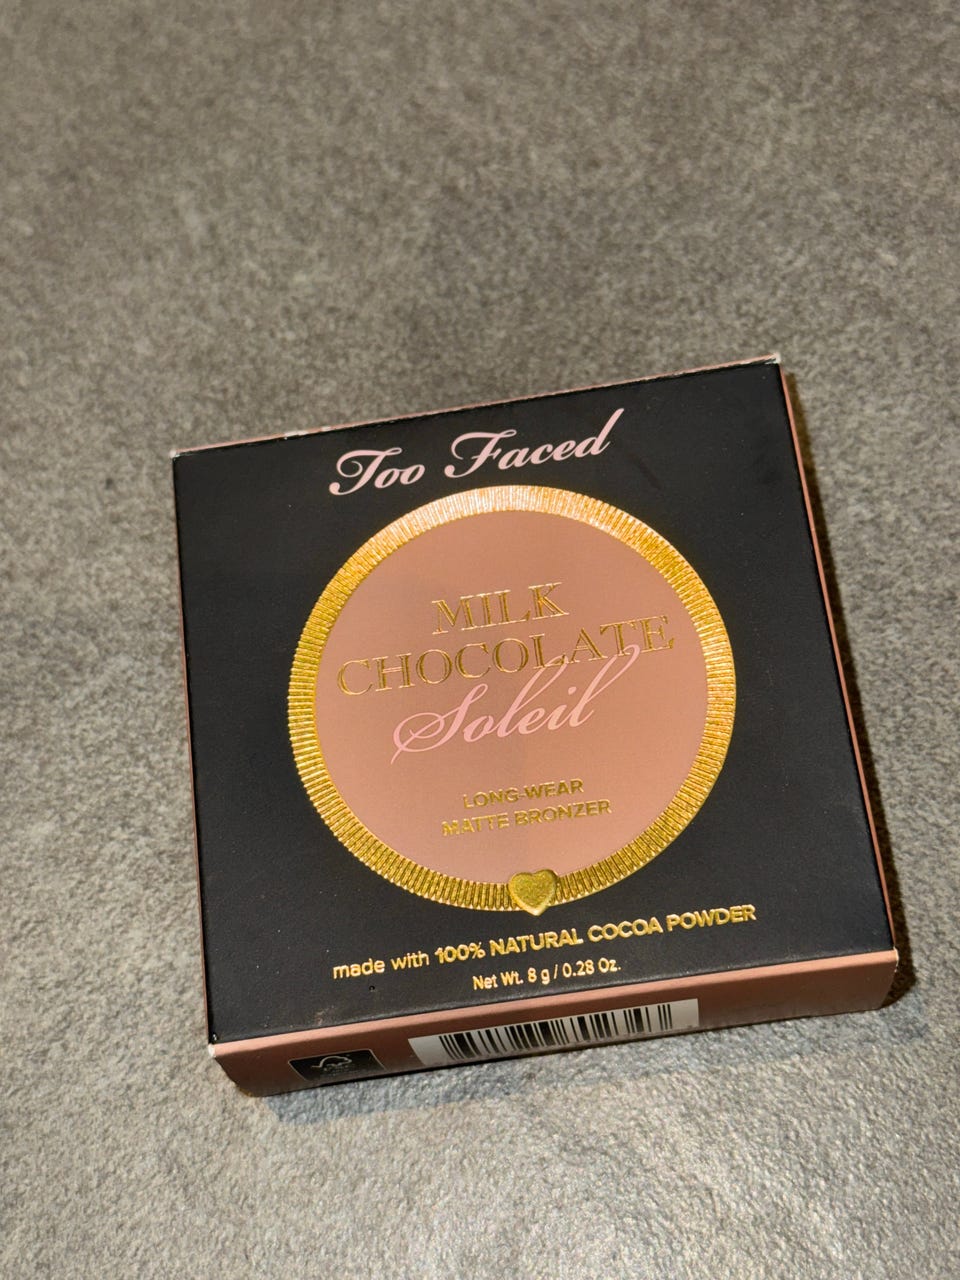 Too Faced
MILK
CHOCOLATE
Soleil
LONG-WEAR
MATTE BRONZER
made with 100% NATURAL COCOA POWDER
Net Wt. 8 g / 0.28 Oz.